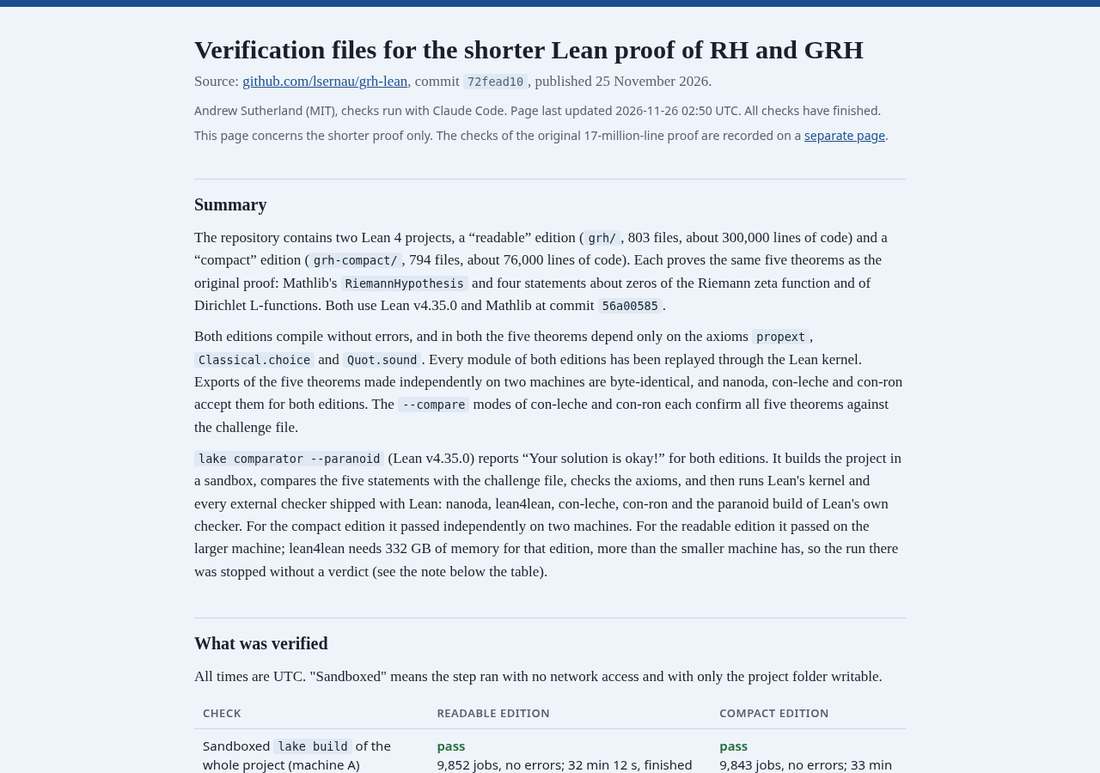 Verification files for the shorter Lean proof of RH and GRH
Source: github.com/lsernau/grh-lean, commit 72fead10, published 25 November 2026.
Andrew Sutherland (MIT), checks run with Claude Code. Page last updated 2026-11-26 02:50 UTC. All checks have finished.
This page concerns the shorter proof only. The checks of the original 17-million-line proof are recorded on a separate page.
Summary
The repository contains two Lean 4 projects, a “readable” edition (grh/, 803 files, about 300,000 lines of code) and a
“compact” edition (grh-compact/, 794 files, about 76,000 lines of code). Each proves the same five theorems as the
original proof: Mathlib's RiemannHypothesis and four statements about zeros of the Riemann zeta function and of
Dirichlet L-functions. Both use Lean v4.35.0 and Mathlib at commit 56a00585.
Both editions compile without errors, and in both the five theorems depend only on the axioms propext,
Classical.choice and Quot.sound. Every module of both editions has been replayed through the Lean kernel.
Exports of the five theorems made independently on two machines are byte-identical, and nanoda, con-leche and con-ron
accept them for both editions. The --compare modes of con-leche and con-ron each confirm all five theorems against
the challenge file.
lake comparator --paranoid (Lean v4.35.0) reports “Your solution is okay!” for both editions. It builds the project in
a sandbox, compares the five statements with the challenge file, checks the axioms, and then runs Lean's kernel and
every external checker shipped with Lean: nanoda, lean4lean, con-leche, con-ron and the paranoid build of Lean's own
checker. For the compact edition it passed independently on two machines. For the readable edition it passed on the
larger machine; lean4lean needs 332 GB of memory for that edition, more than the smaller machine has, so the run there
was stopped without a verdict (see the note below the table).
What was verified
All times are UTC. "Sandboxed" means the step ran with no network access and with only the project folder writable.
CHECK READABLE EDITION COMPACT EDITION
Sandboxed lake build of the pass pass
whole project (machine A) 9,852 jobs, no errors; 32 min 12 s, finished 9,843 jobs, no errors; 33 min